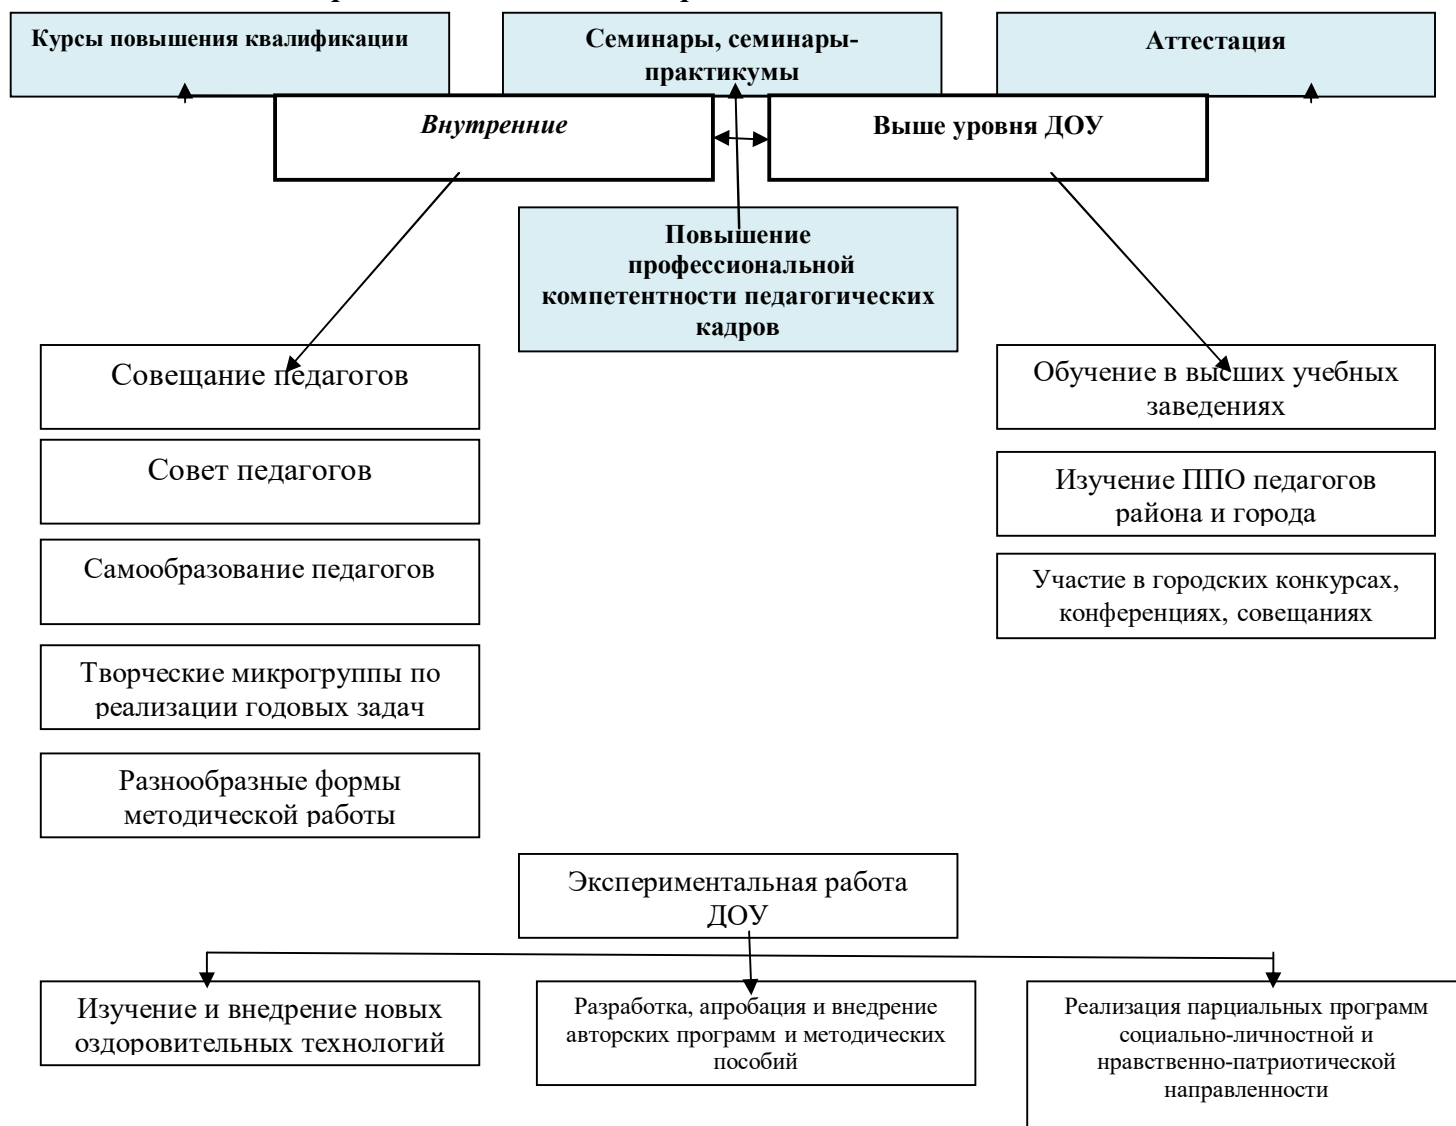 Курсы повышения квалификации
Семинары, семинары-
практикумы
Аттестация
Внутренние
Выше уровня ДОУ
Повышение
профессиональной
компетентности педагогических
кадров
Совещание педагогов
Совет педагогов
Самообразование педагогов
Творческие микрогруппы по
реализации годовых задач
Разнообразные формы
методической работы
Обучение в высших учебных
заведениях
Изучение ППО педагогов
района и города
Участие в городских конкурсах,
конференциях, совещаниях
Экспериментальная работа
ДОУ
Изучение и внедрение новых
оздоровительных технологий
Разработка, апробация и внедрение
авторских программ и методических
пособий
Реализация парциальных программ
социально-личностной и
нравственно-патриотической
направленности